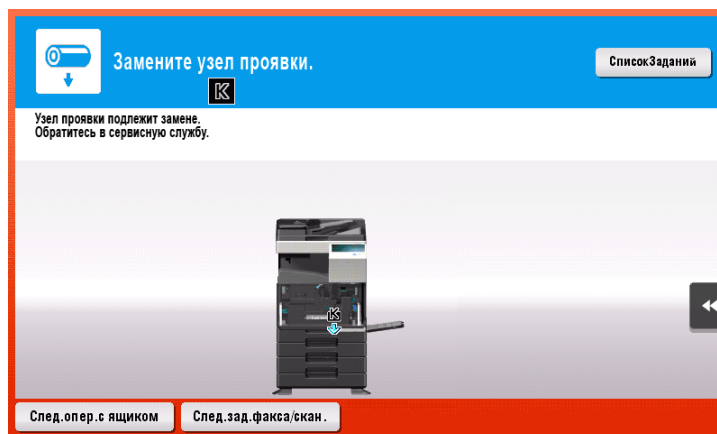 Замените узел проявки.
СписокЗаданий
K
Узел проявки подлежит замене.
Обратитесь в сервисную службу.
K
След.опер.с ящиком
След.зад.факса/скан.